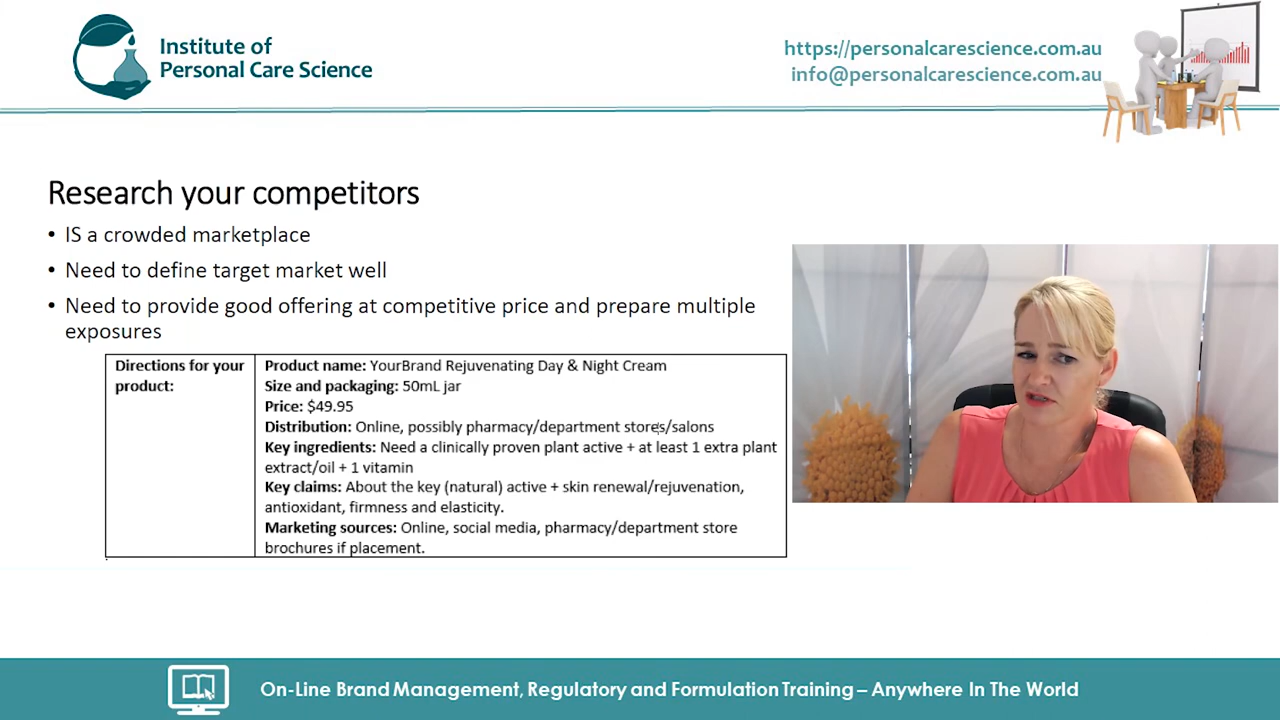 Institute of
Personal Care Science
https://personalcarescience.com.au
info@personalcarescience.com.au
Research your competitors
• IS a crowded marketplace
• Need to define target market well
• Need to provide good offering at competitive price and prepare multiple
exposures
Directions for your
product:
Product name: YourBrand Rejuvenating Day & Night Cream
Size and packaging: 50mL jar
Price: $49.95
Distribution: Online, possibly pharmacy/department stores/salons
Key ingredients: Need a clinically proven plant active + at least 1 extra plant
extract/oil + 1 vitamin
Key claims: About the key (natural) active + skin renewal/rejuvenation,
antioxidant, firmness and elasticity.
Marketing sources: Online, social media, pharmacy/department store
brochures if placement.
On-Line Brand Management, Regulatory and Formulation Training – Anywhere In The World